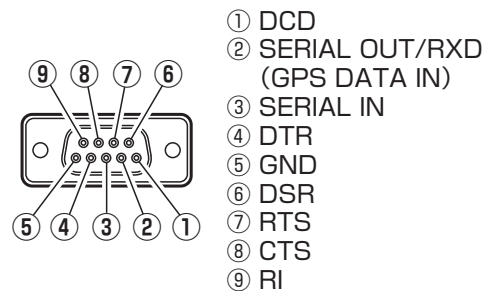 ⑨ ⑧ ⑦ ⑥
⑤ ④ ③ ② ①
① DCD
② SERIAL OUT/RXD
(GPS DATA IN)
③ SERIAL IN
④ DTR
⑤ GND
⑥ DSR
⑦ RTS
⑧ CTS
⑨ RI